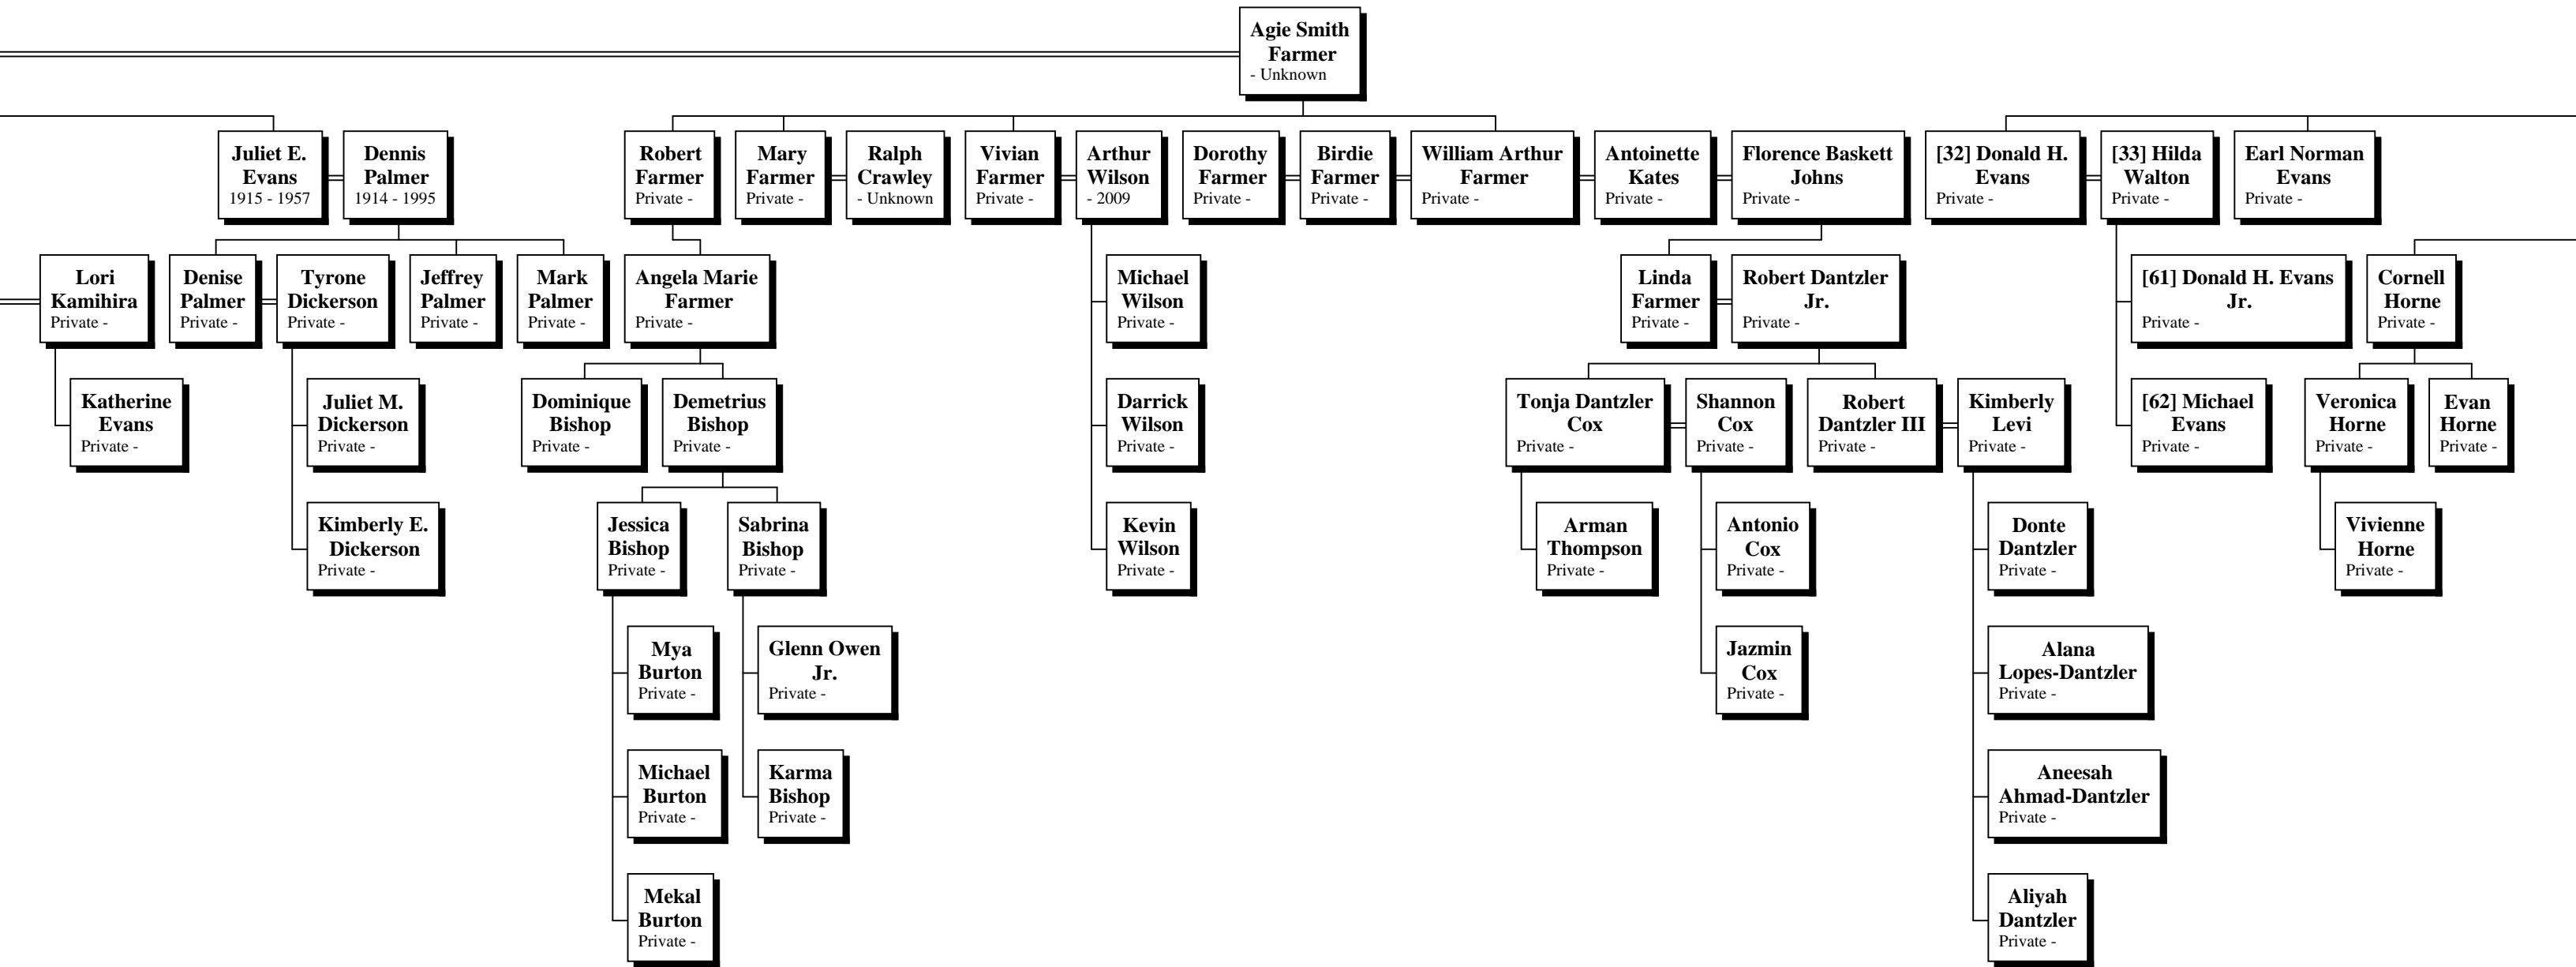 Agie Smith
Farmer
- Unknown
Juliet E.
Evans
1915 - 1957
Dennis
Palmer
1914 - 1995
Robert
Farmer
Private -
Mary
Farmer
Private -
Ralph
Crawley
- Unknown
Vivian
Farmer
Private -
Arthur
Wilson
- 2009
Dorothy
Farmer
Private -
Birdie
Farmer
Private -
William Arthur
Farmer
Private -
Antoinette
Kates
Private -
Florence Baskett
Johns
Private -
[32] Donald H.
Evans
Private -
[33] Hilda
Walton
Private -
Earl Norman
Evans
Private -
Lori
Kamihira
Private -
Denise
Palmer
Private -
Tyrone
Dickerson
Private -
Jeffrey
Palmer
Private -
Mark
Palmer
Private -
Angela Marie
Farmer
Private -
Michael
Wilson
Private -
Linda
Farmer
Private -
Robert Dantzler
Jr.
Private -
[61] Donald H. Evans
Jr.
Private -
Cornell
Horne
Private -
Katherine
Evans
Private -
Juliet M.
Dickerson
Private -
Dominique
Bishop
Private -
Demetrius
Bishop
Private -
Darrick
Wilson
Private -
Tonja Dantzler
Cox
Private -
Shannon
Cox
Private -
Robert
Dantzler III
Private -
Kimberly
Levi
Private -
[62] Michael
Evans
Private -
Veronica
Horne
Private -
Evan
Horne
Private -
Kimberly E.
Dickerson
Private -
Jessica
Bishop
Private -
Sabrina
Bishop
Private -
Kevin
Wilson
Private -
Arman
Thompson
Private -
Antonio
Cox
Private -
Donte
Dantzler
Private -
Vivienne
Horne
Private -
Mya
Burton
Private -
Glenn Owen
Jr.
Private -
Jazmin
Cox
Private -
Alana
Lopes-Dantzler
Private -
Michael
Burton
Private -
Karma
Bishop
Private -
Aneesah
Ahmad-Dantzler
Private -
Mekal
Burton
Private -
Aliyah
Dantzler
Private -